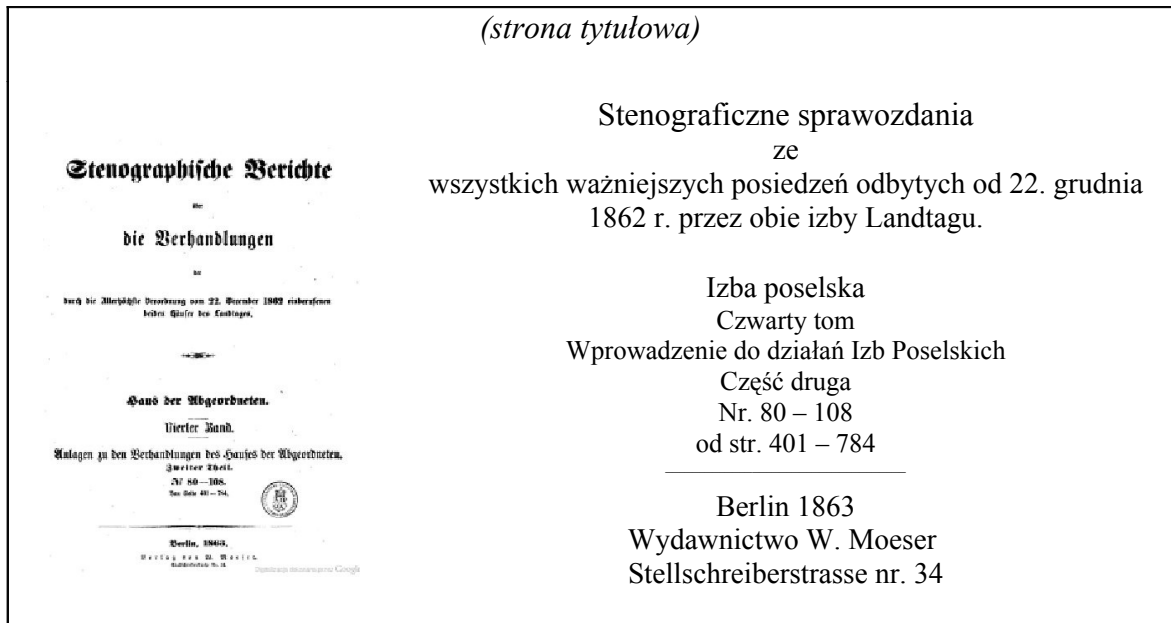 (strona tytułowa)
Stenographische Berichte
über
die Verhandlungen
der
durch die Allerhöchste Verordnung vom 22. December 1862 einberufenen
beiden Häuser des Landtages.
Haus der Abgeordneten.
Vierter Band.
Anlagen zu den Verhandlungen des Hauses der Abgeordneten.
Zweiter Theil.
№ 80—108.
Von Seite 401 — 784.
Berlin, 1863.
Verlag von W. Moeser.
Stenograficzne sprawozdania
ze
wszystkich ważniejszych posiedzeń odbytych od 22. grudnia
1862 r. przez obie izby Landtagu.
Izba poselska
Czwarty tom
Wprowadzenie do działań Izb Poselskich
Część druga
Nr. 80 – 108
od str. 401 – 784
Berlin 1863
Wydawnictwo W. Moeser
Stellschreiberstrasse nr. 34